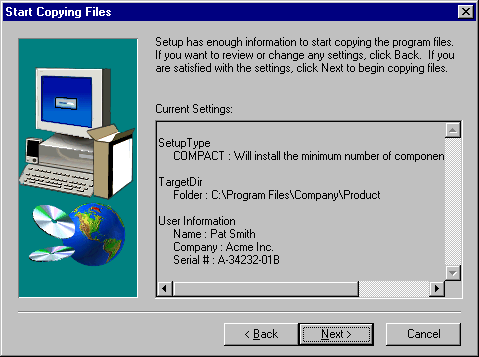 Start Copying Files
Setup has enough information to start copying the program files.
If you want to review or change any settings, click Back.  If you
are satisfied with the settings, click Next to begin copying files.
Current Settings:
SetupType
COMPACT : Will install the minimum number of componen
TargetDir
Folder : C:\Program Files\Company\Product
User Information
Name : Pat Smith
Company : Acme Inc.
Serial # : A-34232-01B
< Back
Next >
Cancel